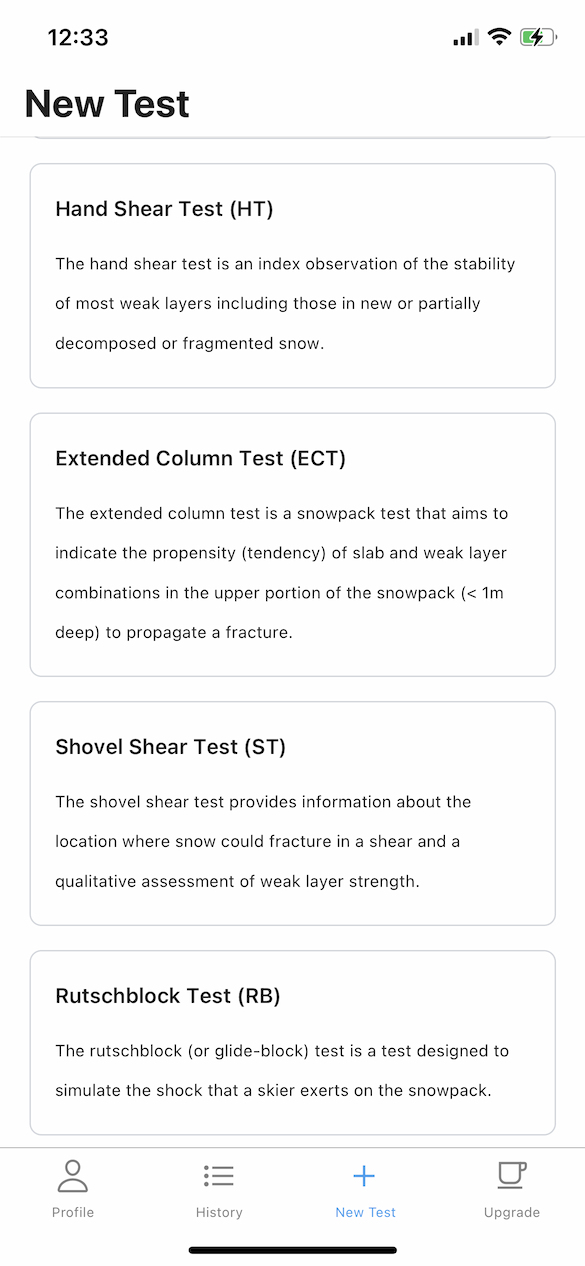 12:33
New Test
Hand Shear Test (HT)
The hand shear test is an index observation of the stability
of most weak layers including those in new or partially
decomposed or fragmented snow.
Extended Column Test (ECT)
The extended column test is a snowpack test that aims to
indicate the propensity (tendency) of slab and weak layer
combinations in the upper portion of the snowpack (< 1m
deep) to propagate a fracture.
Shovel Shear Test (ST)
The shovel shear test provides information about the
location where snow could fracture in a shear and a
qualitative assessment of weak layer strength.
Rutschblock Test (RB)
The rutschblock (or glide-block) test is a test designed to
simulate the shock that a skier exerts on the snowpack.
Profile
History
New Test
Upgrade